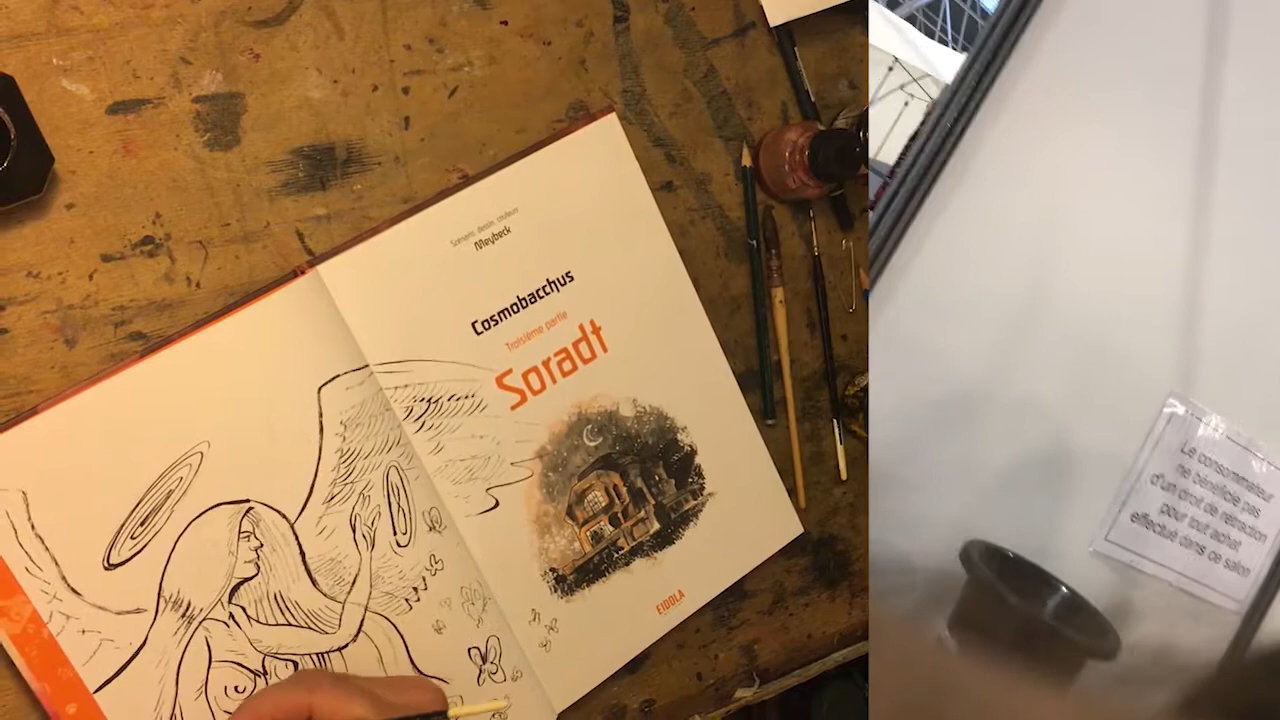 Scénario, dessin, couleurs
Meybeck
Cosmobacchus
Troisième partie
Soradt
EIDOLA
Le consommateur
ne bénéficie pas
d'un droit de rétraction
pour tout achat
effectué dans ce salon